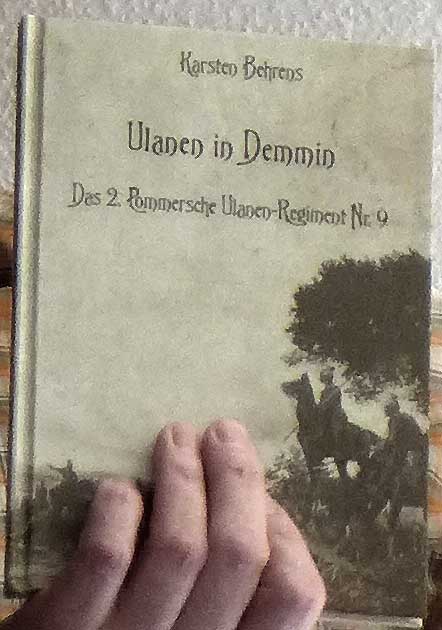 Karsten Behrens
Ulanen in Demmin
Das 2. Pommersche Ulanen-Regiment Nr. 9